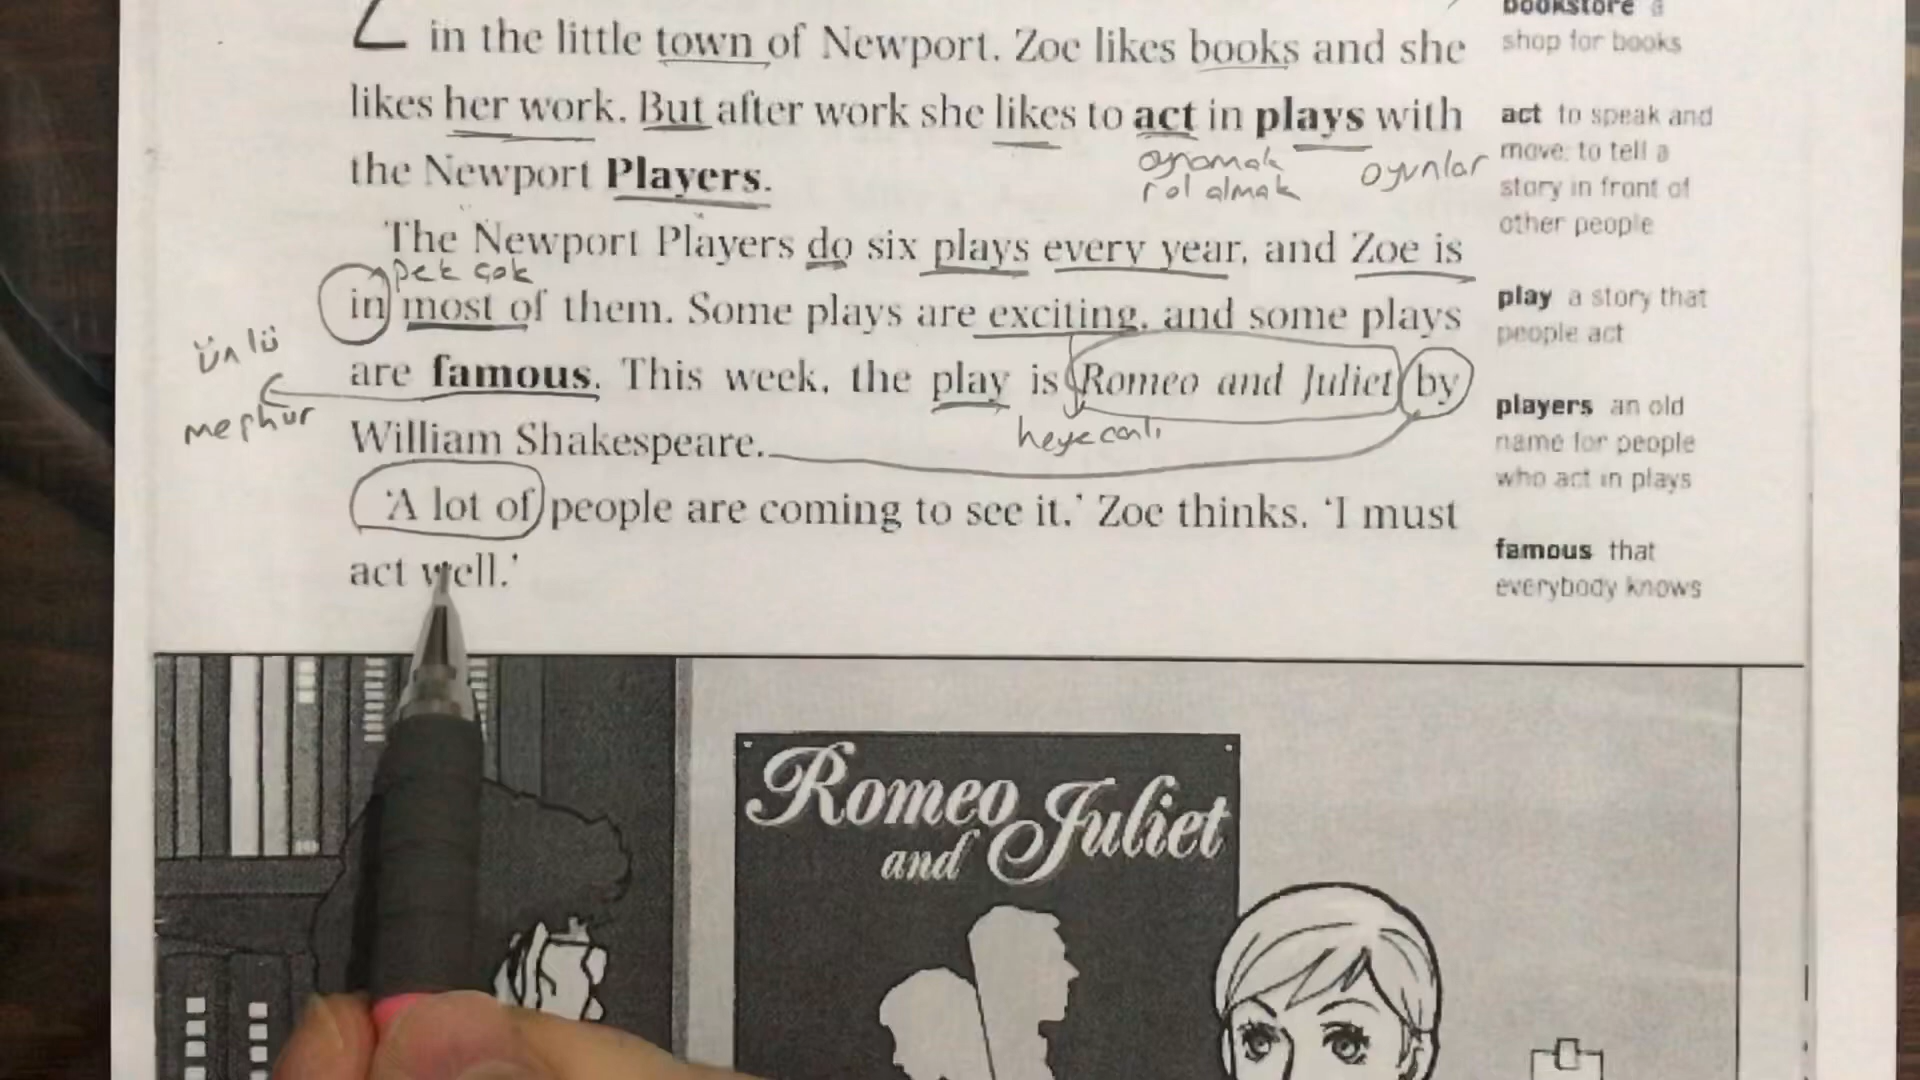 in the little town of Newport. Zoe likes books and she
likes her work. But after work she likes to act in plays with
oynamak
rol almak
oyunlar
the Newport Players.
The Newport Players do six plays every year, and Zoe is
pek çok
in most of them. Some plays are exciting, and some plays
ünlü
are famous. This week, the play is Romeo and Juliet by
meşhur
heyecanlı
William Shakespeare.
'A lot of people are coming to see it,' Zoe thinks. 'I must
act well.'
bookstore a
shop for books
act to speak and
move; to tell a
story in front of
other people
play a story that
people act
players an old
name for people
who act in plays
famous that
everybody knows
Romeo
and Juliet